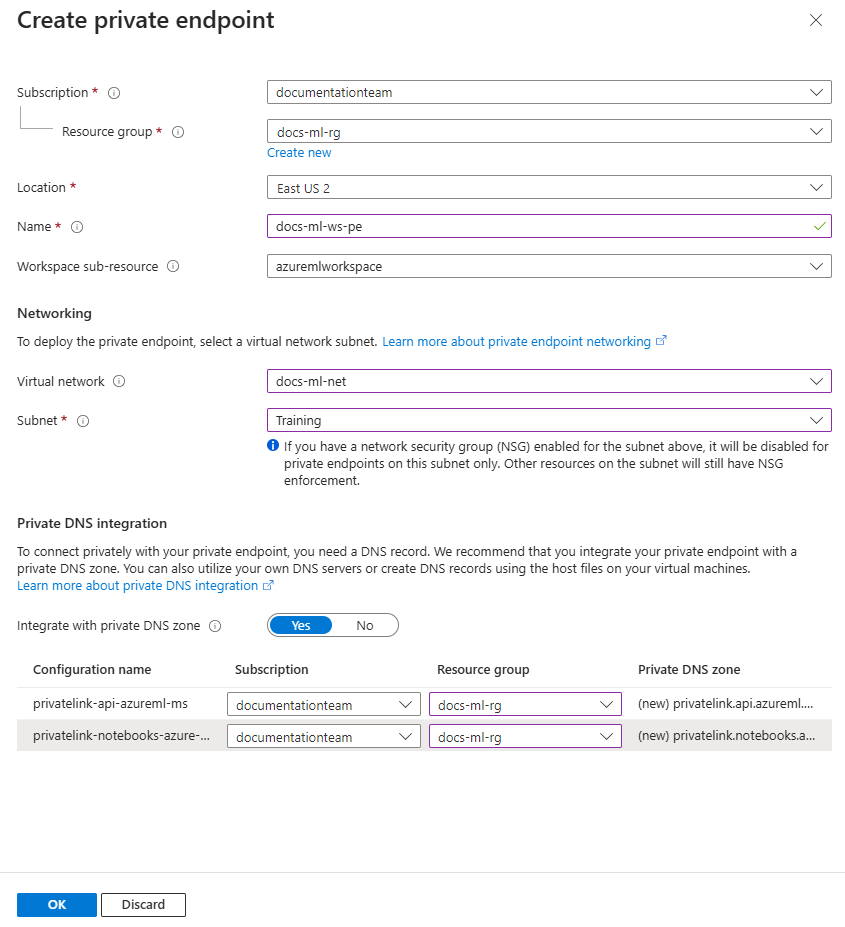 Create private endpoint
Subscription *
documentationteam
Resource group *
docs-ml-rg
Create new
Location *
East US 2
Name *
docs-ml-ws-pe
Workspace sub-resource
azuremlworkspace
Networking
To deploy the private endpoint, select a virtual network subnet. Learn more about private endpoint networking
Virtual network
docs-ml-net
Subnet *
Training
If you have a network security group (NSG) enabled for the subnet above, it will be disabled for
private endpoints on this subnet only. Other resources on the subnet will still have NSG
enforcement.
Private DNS integration
To connect privately with your private endpoint, you need a DNS record. We recommend that you integrate your private endpoint with a
private DNS zone. You can also utilize your own DNS servers or create DNS records using the host files on your virtual machines.
Learn more about private DNS integration
Integrate with private DNS zone
Yes No
Configuration name Subscription Resource group Private DNS zone
privatelink-api-azureml-ms documentationteam docs-ml-rg (new) privatelink.api.azureml....
privatelink-notebooks-azure-... documentationteam docs-ml-rg (new) privatelink.notebooks.a...
OK Discard